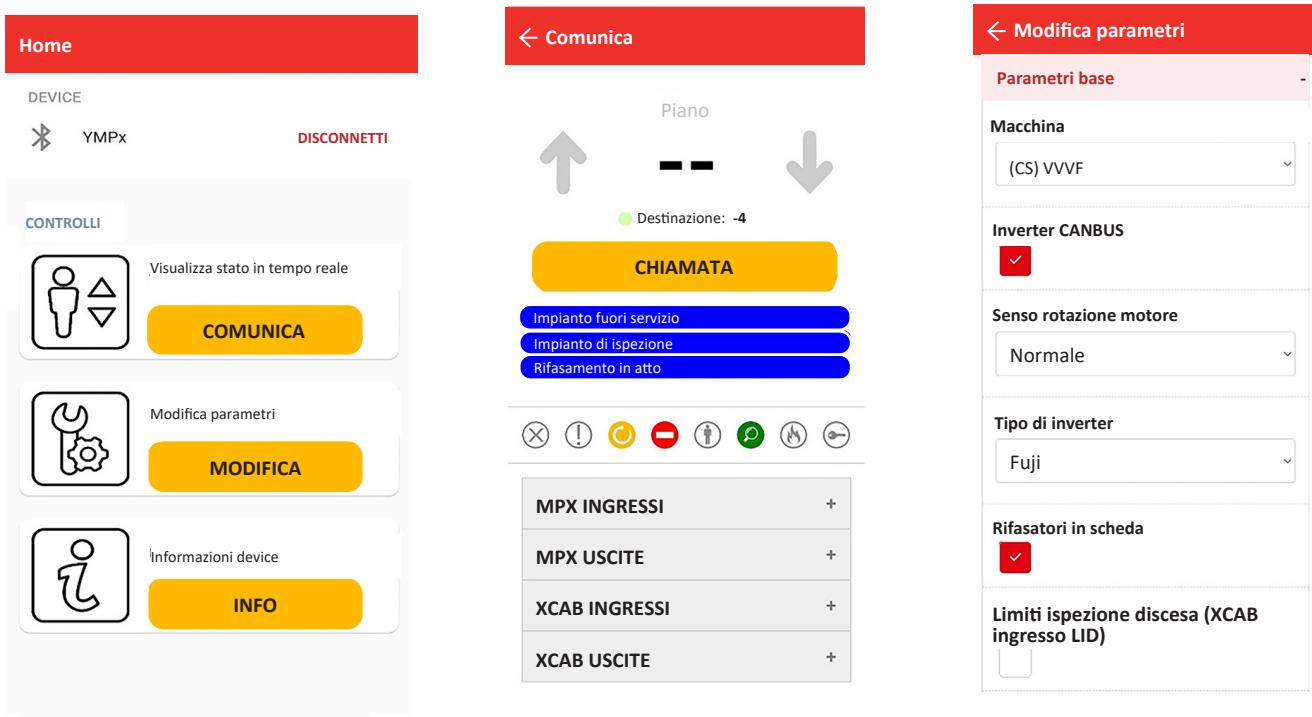 Home
DEVICE
YMPx DISCONNETTI
CONTROLLI
Visualizza stato in tempo reale
COMUNICA
Modifica parametri
MODIFICA
Informazioni device
INFO
← Comunica
Piano
--
Destinazione: -4
CHIAMATA
Impianto fuori servizio
Impianto di ispezione
Rifasamento in atto
MPX INGRESSI +
MPX USCITE +
XCAB INGRESSI +
XCAB USCITE +
← Modifica parametri
Parametri base -
Macchina
(CS) VVVF
Inverter CANBUS
Senso rotazione motore
Normale
Tipo di inverter
Fuji
Rifasatori in scheda
Limiti ispezione discesa (XCAB
ingresso LID)